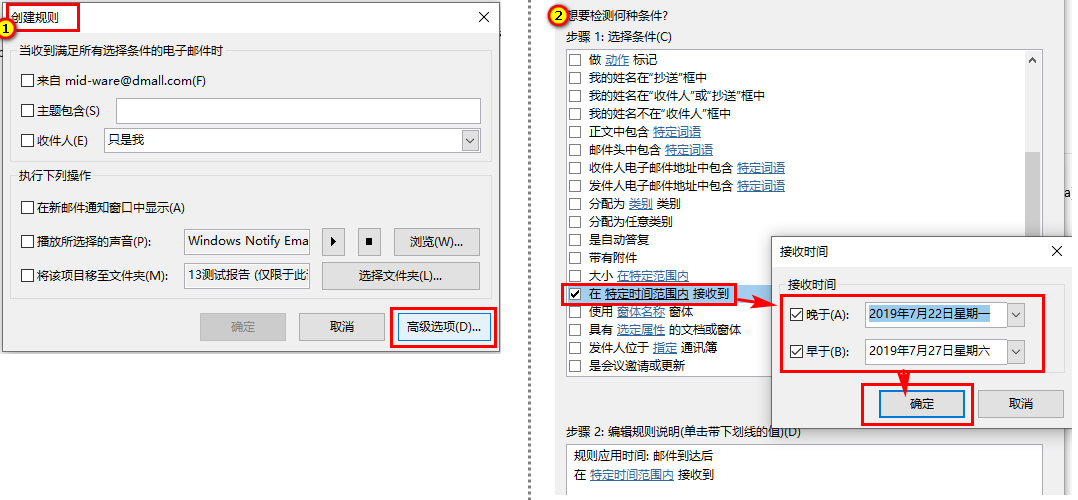 1
创建规则
当收到满足所有选择条件的电子邮件时
来自 mid-ware@dmall.com(F)
主题包含(S)
收件人(E)
只是我
执行下列操作
在新邮件通知窗口中显示(A)
播放所选择的声音(P):
Windows Notify Ema
浏览(W)...
将该项目移至文件夹(M):
13测试报告 (仅限于此
选择文件夹(L)...
确定
取消
高级选项(D)...
2
想要检测何种条件?
步骤 1: 选择条件(C)
做 动作 标记
我的姓名在“抄送”框中
我的姓名在“收件人”或“抄送”框中
我的姓名不在“收件人”框中
正文中包含 特定词语
邮件头中包含 特定词语
收件人电子邮件地址中包含 特定词语
发件人电子邮件地址中包含 特定词语
分配为 类别 类别
分配为任意类别
是自动答复
带有附件
大小 在特定范围内
在 特定时间范围内 接收到
使用 窗体名称 窗体
具有 选定属性 的文档或窗体
发件人位于 指定 通讯簿
是会议邀请或更新
步骤 2: 编辑规则说明(单击带下划线的值)(D)
规则应用时间: 邮件到达后
在 特定时间范围内 接收到
接收时间
接收时间
晚于(A):
2019年7月22日星期一
早于(B):
2019年7月27日星期六
确定
取消